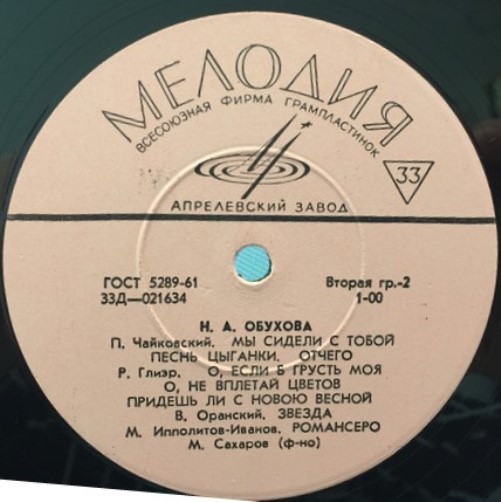 МЕЛОДИЯ
ВСЕСОЮЗНАЯ ФИРМА ГРАМПЛАСТИНОК
33
АПРЕЛЕВСКИЙ ЗАВОД
ГОСТ 5289-61 Вторая гр.-2
33Д—021634 1-00
Н. А. ОБУХОВА
П. Чайковский. МЫ СИДЕЛИ С ТОБОЙ
ПЕСНЬ ЦЫГАНКИ. ОТЧЕГО
Р. Глиэр. О, ЕСЛИ Б ГРУСТЬ МОЯ
О, НЕ ВПЛЕТАЙ ЦВЕТОВ
ПРИДЕШЬ ЛИ С НОВОЮ ВЕСНОЙ
В. Оранский. ЗВЕЗДА
М. Ипполитов-Иванов. РОМАНСЕРО
М. Сахаров (ф-но)